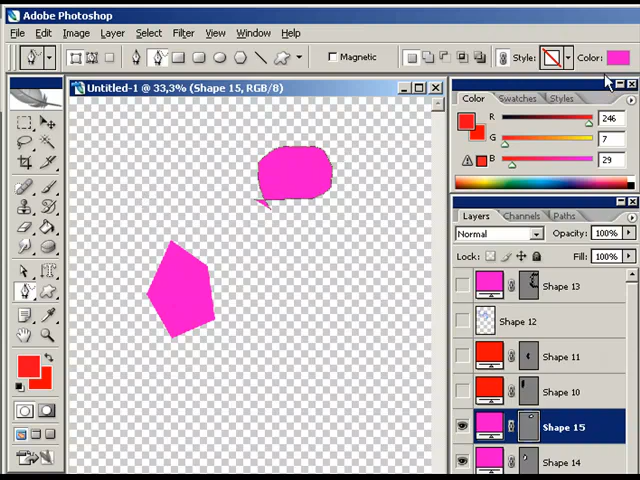 Adobe Photoshop
File Edit Image Layer Select Filter View Window Help
Magnetic Style: Color:
Untitled-1 @ 33,3% (Shape 15, RGB/8)
Color Swatches Styles
R 246
G 7
B 29
Layers Channels Paths
Normal Opacity: 100%
Lock: Fill: 100%
Shape 13
Shape 12
Shape 11
Shape 10
Shape 15
Shape 14